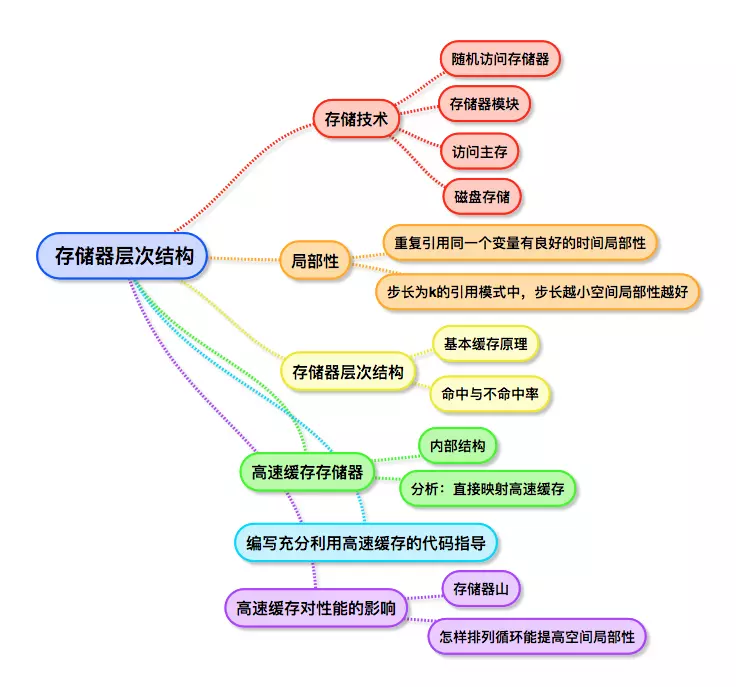 存储器层次结构
存储技术
随机访问存储器
存储器模块
访问主存
磁盘存储
局部性
重复引用同一个变量有良好的时间局部性
步长为k的引用模式中，步长越小空间局部性越好
存储器层次结构
基本缓存原理
命中与不命中率
高速缓存存储器
内部结构
分析：直接映射高速缓存
编写充分利用高速缓存的代码指导
高速缓存对性能的影响
存储器山
怎样排列循环能提高空间局部性